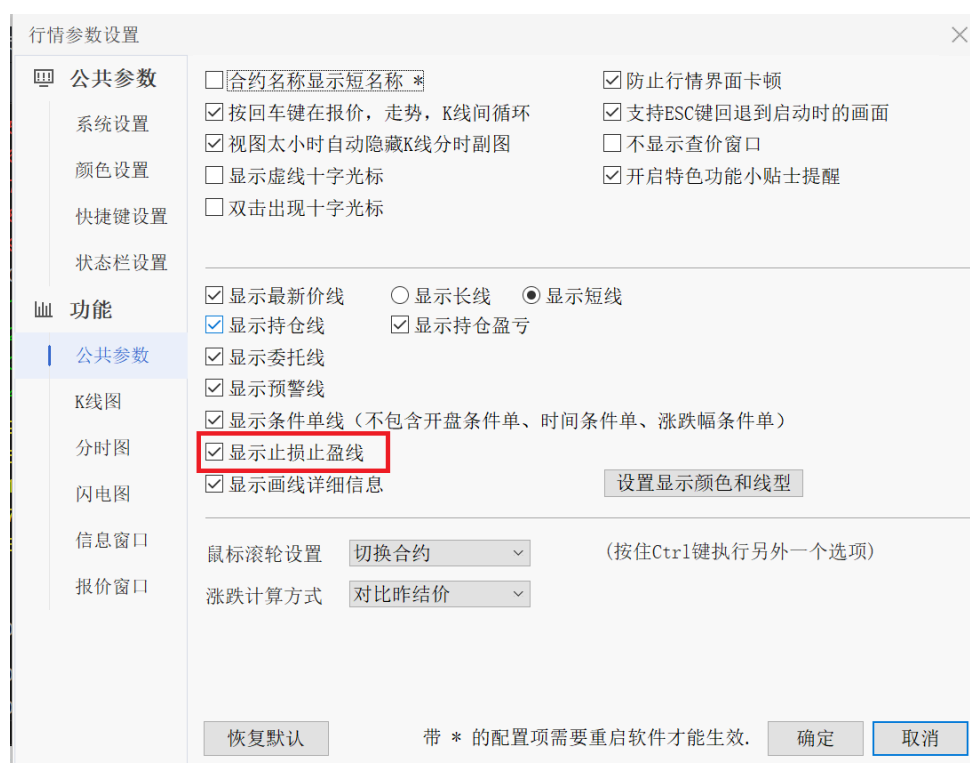 行情参数设置
公共参数
系统设置
颜色设置
快捷键设置
状态栏设置
功能
公共参数
K线图
分时图
闪电图
信息窗口
报价窗口
合约名称显示短名称 *
防止行情界面卡顿
按回车键在报价，走势，K线间循环
支持ESC键回退到启动时的画面
视图太小时自动隐藏K线分时副图
不显示查价窗口
显示虚线十字光标
开启特色功能小贴士提醒
双击出现十字光标
显示最新价线 显示长线 显示短线
显示持仓线 显示持仓盈亏
显示委托线
显示预警线
显示条件单线（不包含开盘条件单、时间条件单、涨跌幅条件单）
显示止损止盈线
显示画线详细信息
设置显示颜色和线型
鼠标滚轮设置 切换合约 (按住Ctrl键执行另外一个选项)
涨跌计算方式 对比昨结价
恢复默认 带 * 的配置项需要重启软件才能生效. 确定 取消